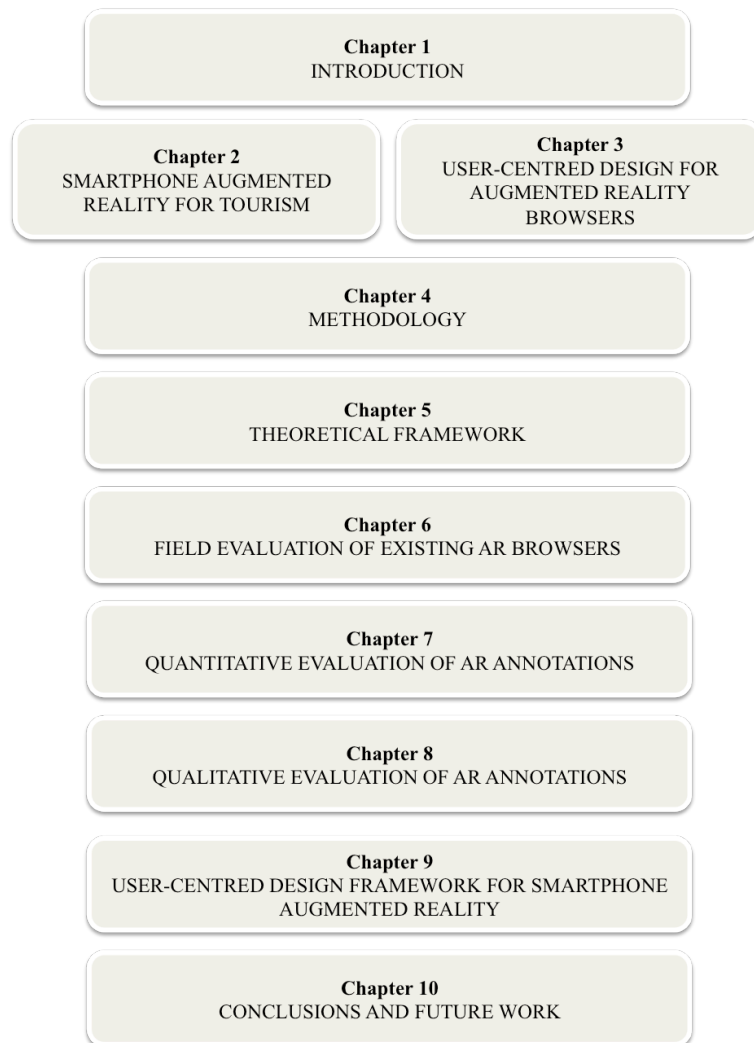 Chapter 1
INTRODUCTION
Chapter 2
SMARTPHONE AUGMENTED
REALITY FOR TOURISM
Chapter 3
USER-CENTRED DESIGN FOR
AUGMENTED REALITY
BROWSERS
Chapter 4
METHODOLOGY
Chapter 5
THEORETICAL FRAMEWORK
Chapter 6
FIELD EVALUATION OF EXISTING AR BROWSERS
Chapter 7
QUANTITATIVE EVALUATION OF AR ANNOTATIONS
Chapter 8
QUALITATIVE EVALUATION OF AR ANNOTATIONS
Chapter 9
USER-CENTRED DESIGN FRAMEWORK FOR SMARTPHONE
AUGMENTED REALITY
Chapter 10
CONCLUSIONS AND FUTURE WORK